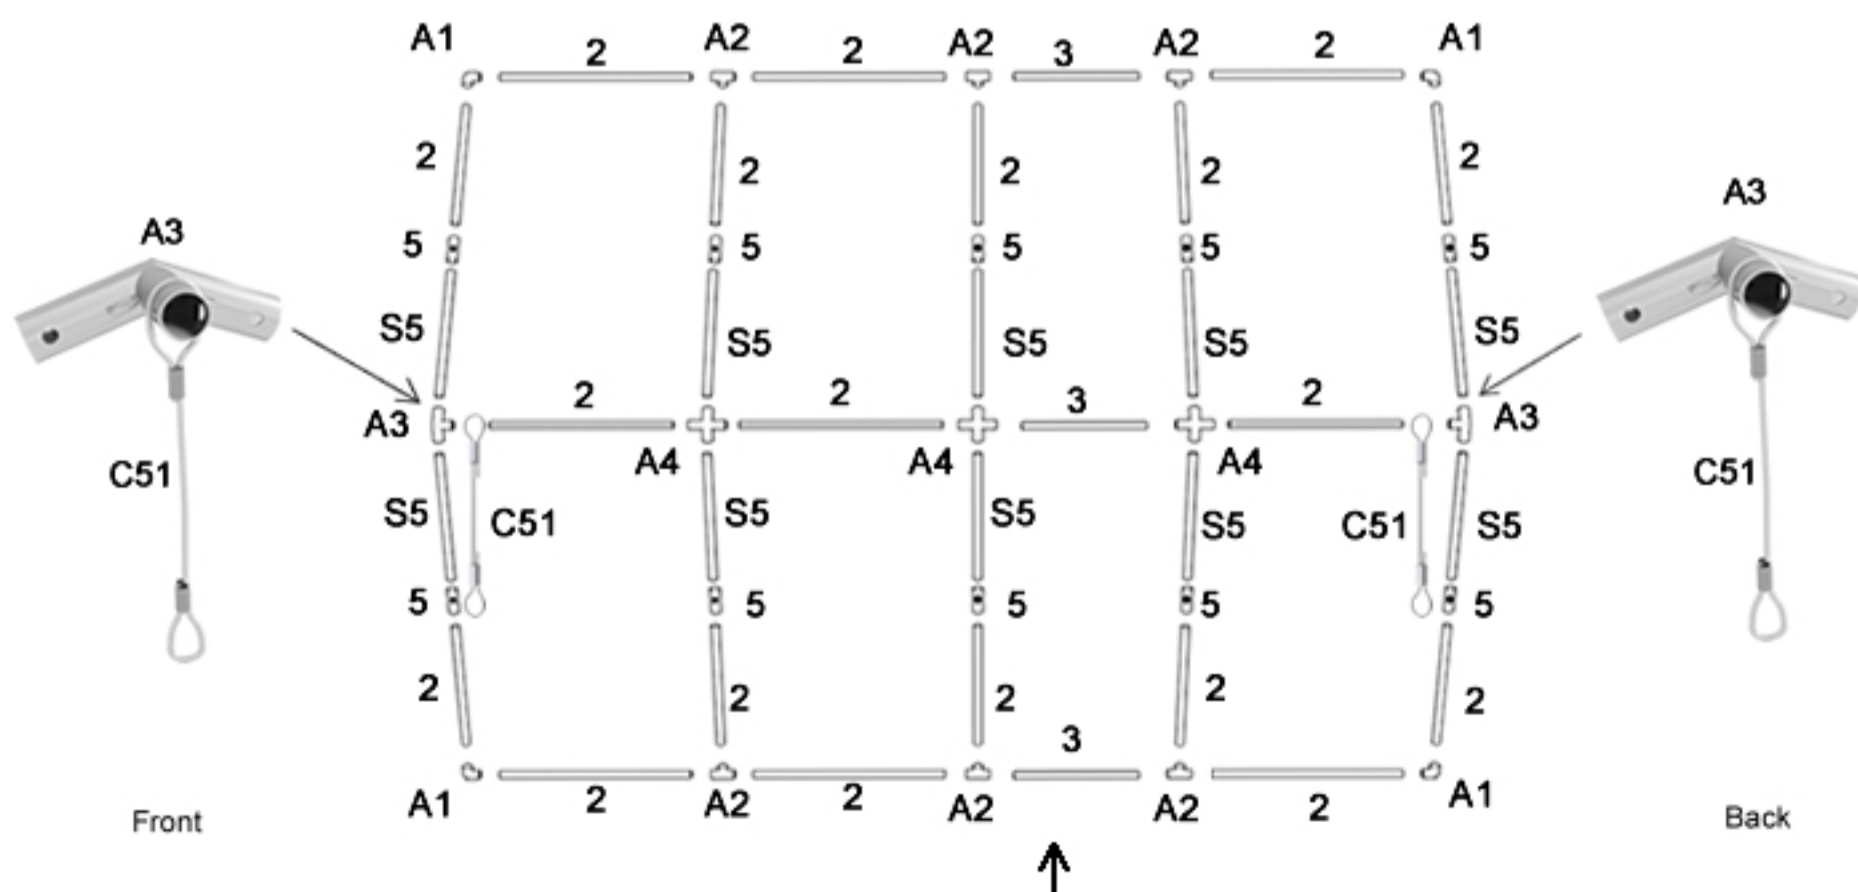 A1 2 A2 2 A2 3 A2 2 A1
2 2 2 2 2
A3 A3
5 5 5 5 5
S5 S5 S5 S5 S5
2 2 3 2
A3 A4 A4 A4 A3
C51 C51
S5 C51 S5 S5 S5 C51 S5
5 5 5 5 5
2 2 2 2 2
3
A1 2 A2 2 A2 A2 2 A1
Front Back